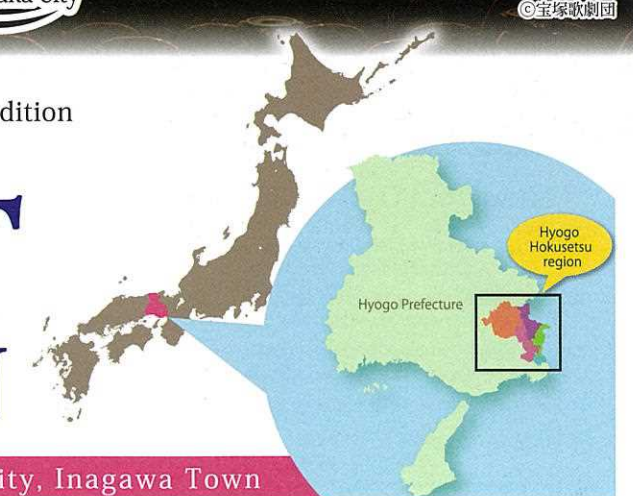 ©宝塚歌劇団
dition
Hyogo
Hokusetsu
region
Hyogo Prefecture
ity, Inagawa Town